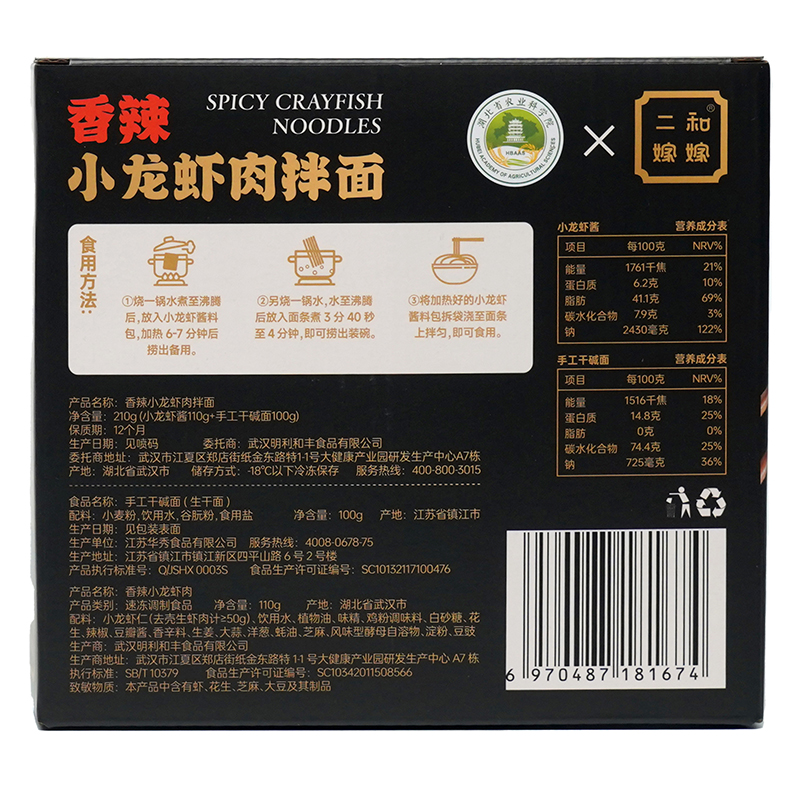 香辣
SPICY CRAYFISH
NOODLES
小龙虾肉拌面
湖北省农业科学院
HBAAS
HUBEI ACADEMY OF AGRICULTURAL SCIENCES
×
二和®
嫁嫁
食用方法:
①烧一锅水煮至沸腾
后,放入小龙虾酱料
包,加热 6-7 分钟后
捞出备用。
②另烧一锅水,水至沸腾
后放入面条煮 3 分 40 秒
至 4 分钟,即可捞出装碗。
③将加热好的小龙虾
酱料包拆袋浇至面条
上拌匀,即可食用。
小龙虾酱 营养成分表
项目 每100克 NRV%
能量 1761千焦 21%
蛋白质 6.2克 10%
脂肪 41.1克 69%
碳水化合物 7.9克 3%
钠 2430毫克 122%
手工干碱面 营养成分表
项目 每100克 NRV%
能量 1516千焦 18%
蛋白质 14.8克 25%
脂肪 0克 0%
碳水化合物 74.4克 25%
钠 725毫克 36%
产品名称: 香辣小龙虾肉拌面
净含量: 210g (小龙虾酱110g+手工干碱面100g)
保质期: 12个月
生产日期: 见喷码 委托商: 武汉明利和丰食品有限公司
委托商地址: 武汉市江夏区郑店街纸金东路特1-1号大健康产业园研发生产中心A7栋
产地: 湖北省武汉市 储存方式: -18℃以下冷冻保存 服务热线: 400-800-3015
食品名称: 手工干碱面 ( 生干面 )
配料: 小麦粉, 饮用水, 谷朊粉, 食用盐 净含量: 100g 产地: 江苏省镇江市
生产日期: 见包装表面
生产单位: 江苏华秀食品有限公司 服务热线: 4008-0678-75
生产地址: 江苏省镇江市镇江新区四平山路 6 号 2 号楼
产品执行标准号: Q/JSHX 0003S 食品生产许可证编号: SC10132117100476
产品名称: 香辣小龙虾肉
产品类别: 速冻调制食品 净含量: 110g 产地: 湖北省武汉市
配料: 小龙虾仁(去壳生虾肉计≥50g)、饮用水、植物油、味精、鸡粉调味料、白砂糖、花
生、辣椒、豆瓣酱、香辛料、生姜、大蒜、洋葱、蚝油、芝麻、风味型酵母自溶物、淀粉、豆豉
生产商: 武汉明利和丰食品有限公司
生产商地址: 武汉市江夏区郑店街纸金东路特 1-1 号大健康产业园研发生产中心 A7 栋
执行标准: SB/T 10379 食品生产许可证编号: SC10342011508566
致敏物质: 本产品中含有虾、花生、芝麻、大豆及其制品
6 970487 181674